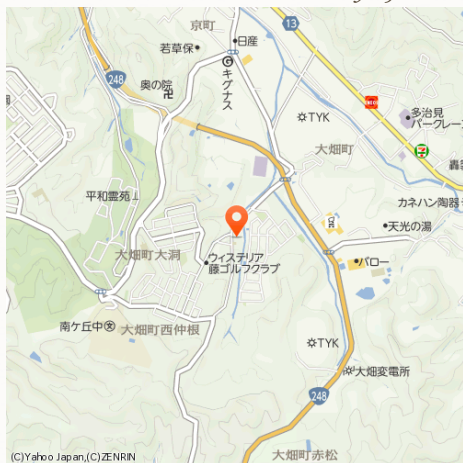 京町
13
若草保
日産
248
キグナス
奥の院
TYK
多治見
パークレーン
大畑町
轟
カネハン陶器
平和霊苑
天光の湯
大畑町大洞
ウィステリア
藤ゴルフクラブ
バロー
南ケ丘中
大畑町西仲根
TYK
大畑変電所
248
大畑町赤松
(C)Yahoo Japan,(C)ZENRIN